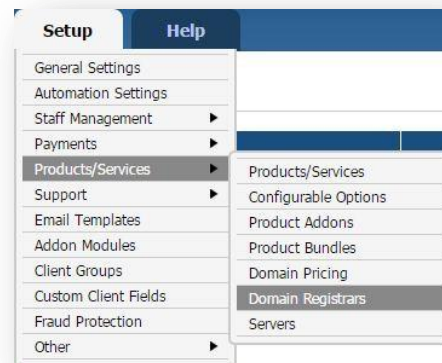 Setup
Help
General Settings
Automation Settings
Staff Management
Payments
Products/Services
Support
Email Templates
Addon Modules
Client Groups
Custom Client Fields
Fraud Protection
Other
Products/Services
Configurable Options
Product Addons
Product Bundles
Domain Pricing
Domain Registrars
Servers